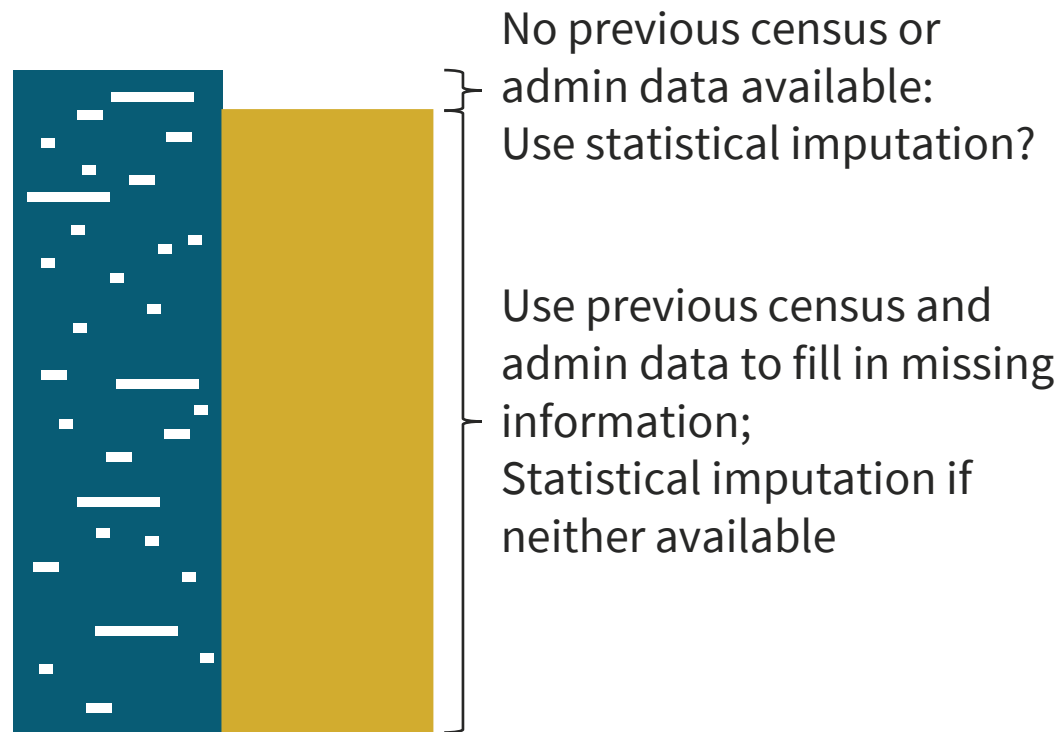 No previous census or
admin data available:
Use statistical imputation?
Use previous census and
admin data to fill in missing
information;
Statistical imputation if
neither available